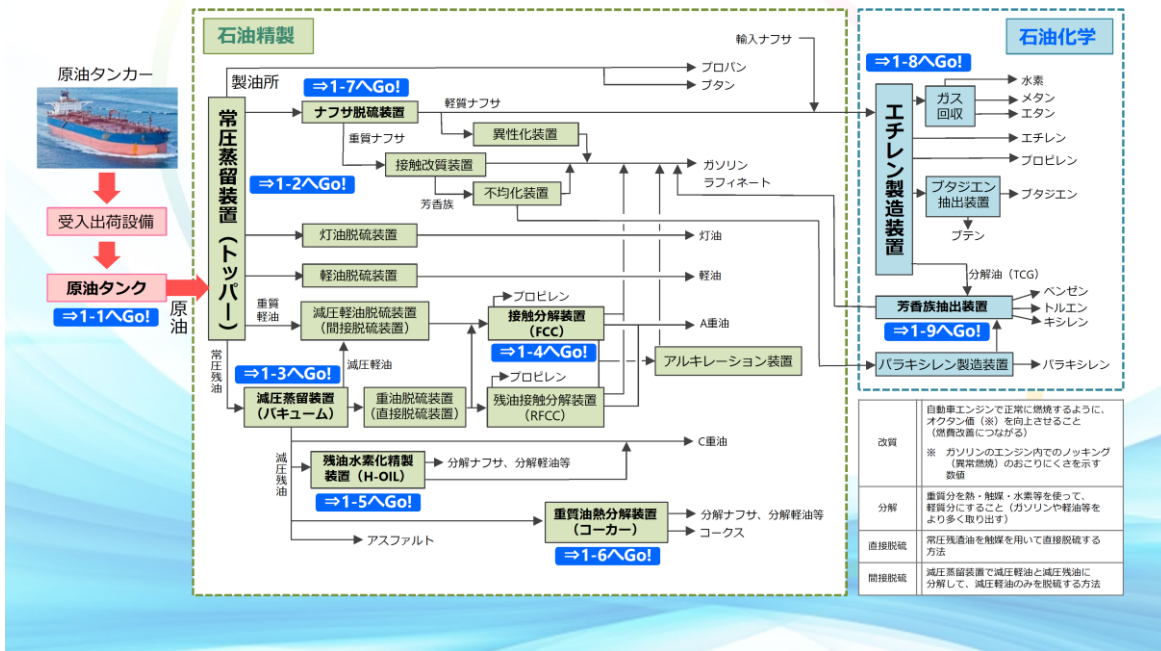 原油タンカー
受入出荷設備
原油タンク
⇒1-1へGo!
原油
石油精製
製油所
常圧蒸留装置(トッパー)
⇒1-2へGo!
⇒1-7へGo!
ナフサ脱硫装置
軽質ナフサ
重質ナフサ
異性化装置
接触改質装置
不均化装置
芳香族
輸入ナフサ
プロパン
ブタン
ガソリン
ラフィネート
灯油脱硫装置
灯油
軽油脱硫装置
軽油
重質
軽油
減圧軽油脱硫装置
(間接脱硫装置)
プロピレン
接触分解装置
(FCC)
⇒1-4へGo!
A重油
アルキレーション装置
常圧残油
⇒1-3へGo!
減圧軽油
減圧蒸留装置
(バキューム)
重油脱硫装置
(直接脱硫装置)
プロピレン
残油接触分解装置
(RFCC)
C重油
減圧残油
残油水素化精製
装置(H-OIL)
⇒1-5へGo!
分解ナフサ、分解軽油等
重質油熱分解装置
(コーカー)
⇒1-6へGo!
分解ナフサ、分解軽油等
コークス
アスファルト
石油化学
⇒1-8へGo!
エチレン製造装置
ガス
回収
水素
メタン
エタン
エチレン
プロピレン
ブタジエン
抽出装置
ブタジエン
ブテン
分解油(TCG)
芳香族抽出装置
⇒1-9へGo!
ベンゼン
トルエン
キシレン
パラキシレン製造装置
パラキシレン
改質
自動車エンジンで正常に燃焼するように、
オクタン価(※)を向上させること
(燃費改善につながる)
※ ガソリンのエンジン内でのノッキング
(異常燃焼)のおこりにくさを示す
数値
分解
重質分を熱・触媒・水素等を使って、
軽質分にすること(ガソリンや軽油等を
より多く取り出す)
直接脱硫
常圧残渣油を触媒を用いて直接脱硫する
方法
間接脱硫
減圧蒸留装置で減圧軽油と減圧残油に
分解して、減圧軽油のみを脱硫する方法